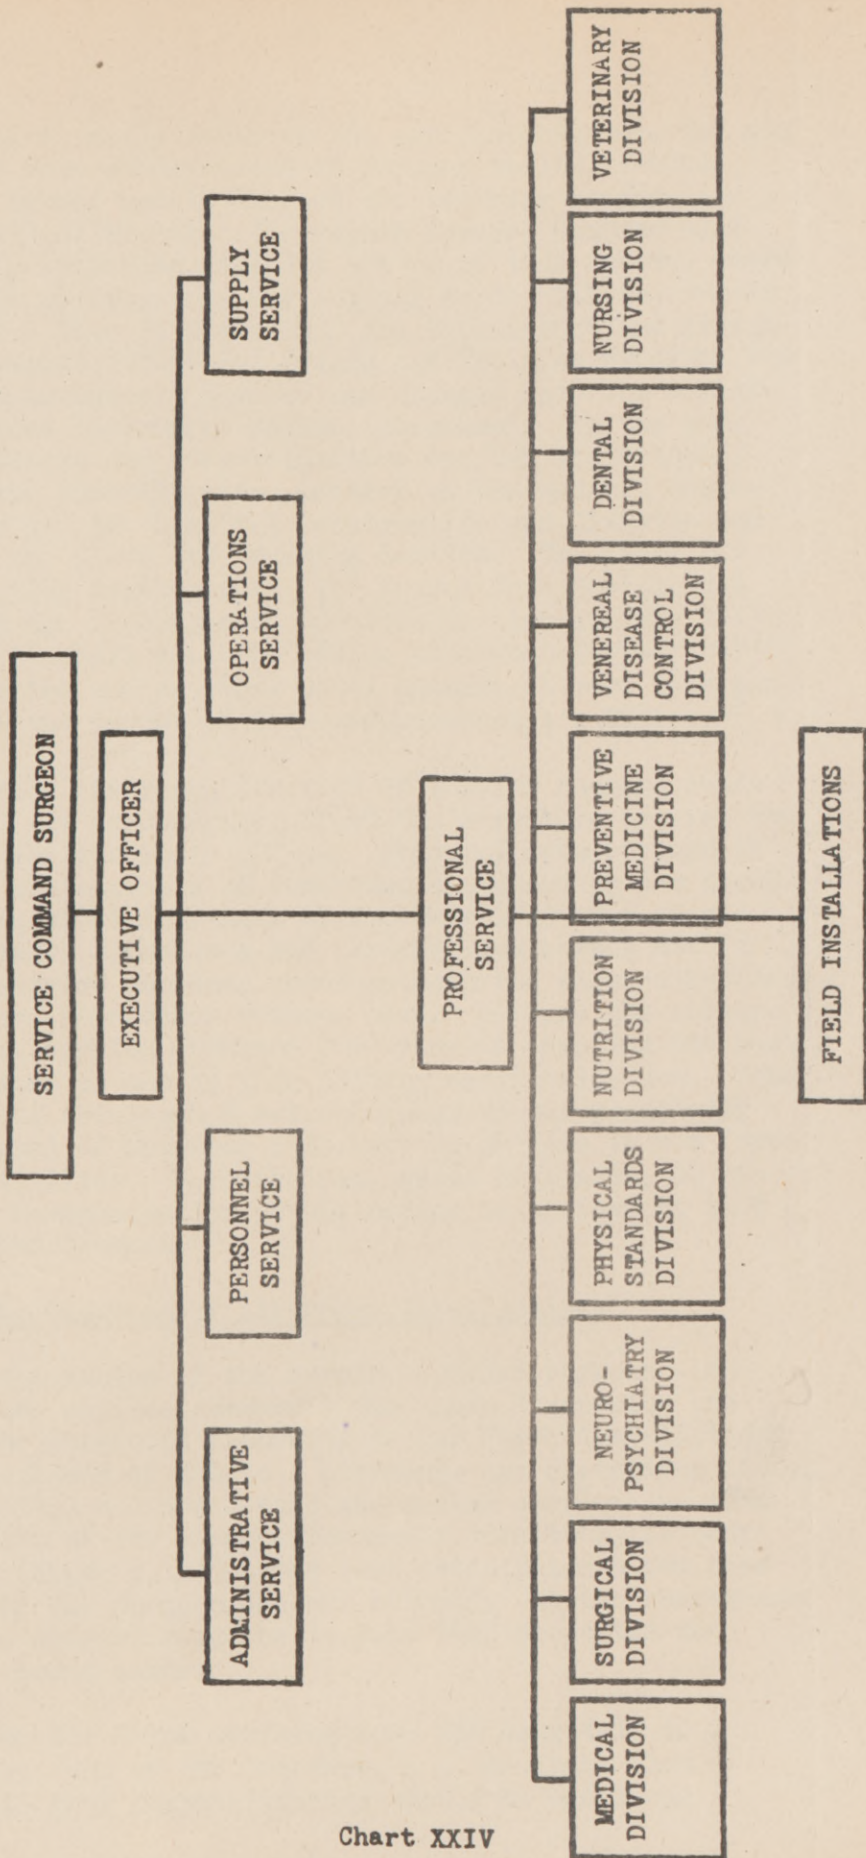 SERVICE COMMAND SURGEON
EXECUTIVE OFFICER
ADMINISTRATIVE
SERVICE
PERSONNEL
SERVICE
OPERATIONS
SERVICE
SUPPLY
SERVICE
PROFESSIONAL
SERVICE
MEDICAL
DIVISION
SURGICAL
DIVISION
NEURO-
PSYCHIATRY
DIVISION
PHYSICAL
STANDARDS
DIVISION
NUTRITION
DIVISION
PREVENTIVE
MEDICINE
DIVISION
VENEREAL
DISEASE
CONTROL
DIVISION
DENTAL
DIVISION
NURSING
DIVISION
VETERINARY
DIVISION
FIELD INSTALLATIONS
Chart XXIV